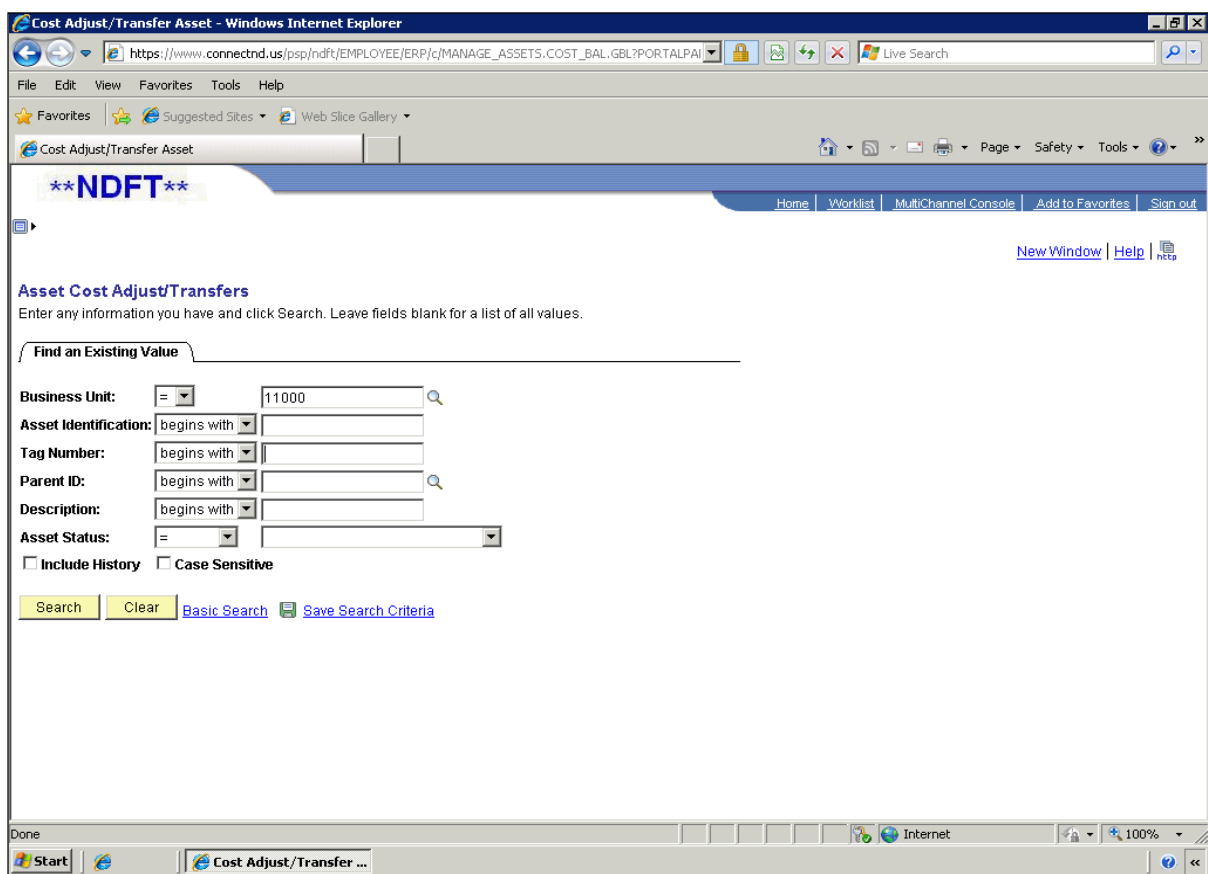 Cost Adjust/Transfer Asset - Windows Internet Explorer
https://www.connectnd.us/psp/ndft/EMPLOYEE/ERP/c/MANAGE_ASSETS.COST_BAL.GBL?PORTALPAI
Live Search
File Edit View Favorites Tools Help
Favorites Suggested Sites Web Slice Gallery
Cost Adjust/Transfer Asset Page Safety Tools »
**NDFT**
Home Worklist MultiChannel Console Add to Favorites Sign out
New Window | Help | http
Asset Cost Adjust/Transfers
Enter any information you have and click Search. Leave fields blank for a list of all values.
Find an Existing Value
Business Unit: = 11000
Asset Identification: begins with
Tag Number: begins with
Parent ID: begins with
Description: begins with
Asset Status: =
Include History Case Sensitive
Search Clear Basic Search Save Search Criteria
Done Internet 100%
Start Cost Adjust/Transfer ... «